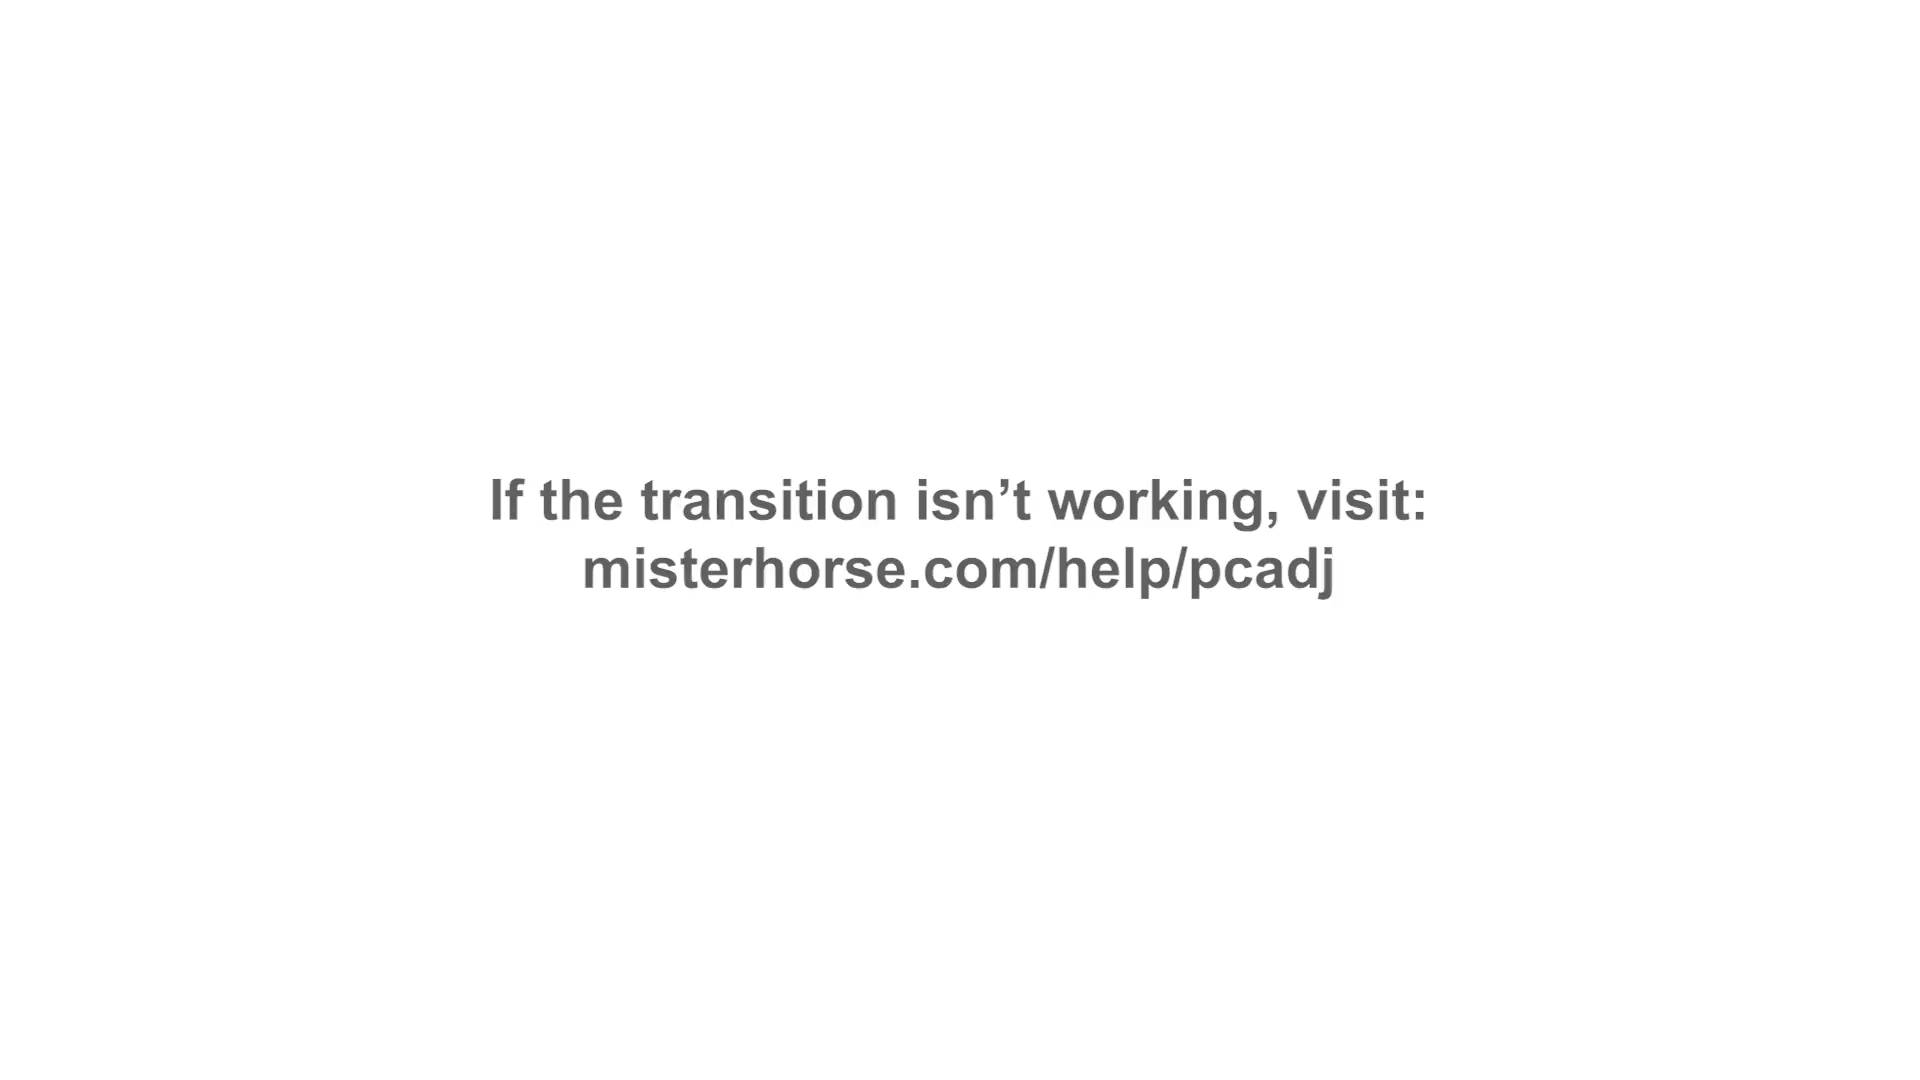 If the transition isn’t working, visit:
misterhorse.com/help/pcadj